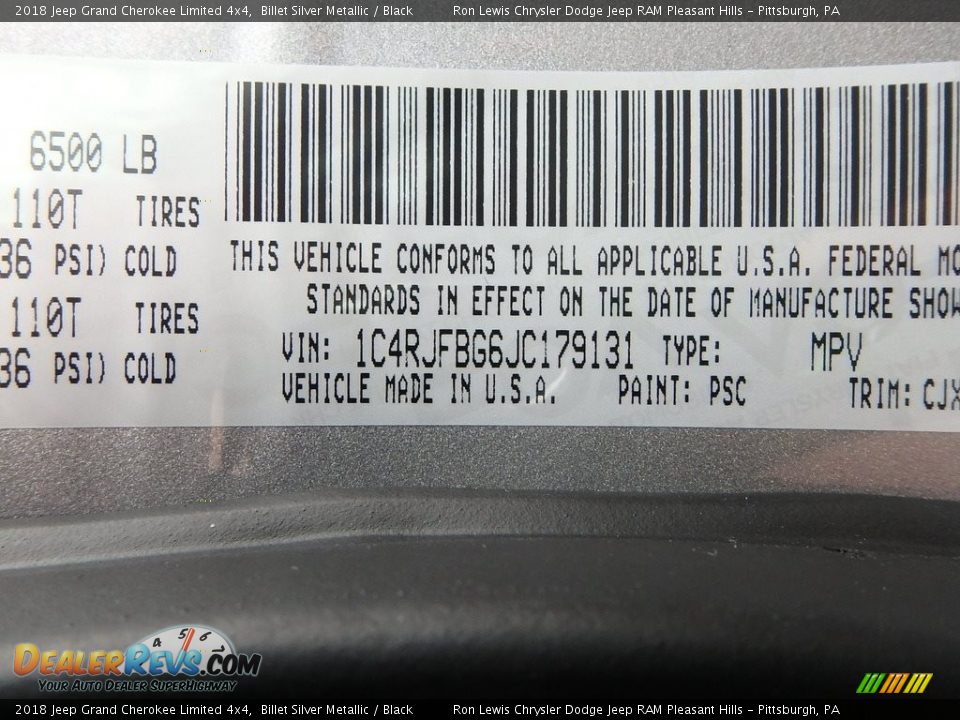 2018 Jeep Grand Cherokee Limited 4x4, Billet Silver Metallic / Black Ron Lewis Chrysler Dodge Jeep RAM Pleasant Hills - Pittsburgh, PA
6500 LB
110T TIRES
36 PSI) COLD
110T TIRES
36 PSI) COLD
THIS VEHICLE CONFORMS TO ALL APPLICABLE U.S.A. FEDERAL MO
STANDARDS IN EFFECT ON THE DATE OF MANUFACTURE SHOW
VIN: 1C4RJFBG6JC179131 TYPE: MPV
VEHICLE MADE IN U.S.A. PAINT: PSC TRIM: CJX
4 5 6 7
DEALERREVS.COM
YOUR AUTO DEALER SUPERHIGHWAY
2018 Jeep Grand Cherokee Limited 4x4, Billet Silver Metallic / Black Ron Lewis Chrysler Dodge Jeep RAM Pleasant Hills - Pittsburgh, PA